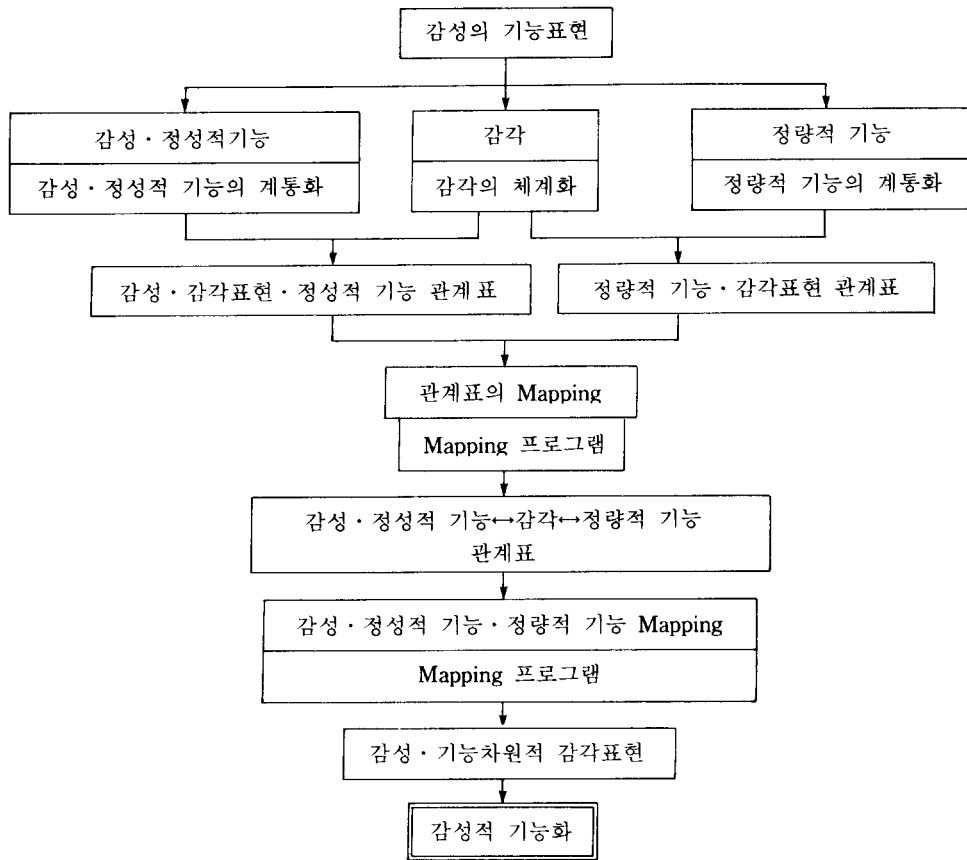 감성의 기능표현
감성·정성적기능
감각
정량적 기능
감성·정성적 기능의 계통화
감각의 체계화
정량적 기능의 계통화
감성·감각표현·정성적 기능 관계표
정량적 기능·감각표현 관계표
관계표의 Mapping
Mapping 프로그램
감성·정성적 기능↔감각↔정량적 기능
관계표
감성·정성적 기능·정량적 기능 Mapping
Mapping 프로그램
감성·기능차원적 감각표현
감성적 기능화